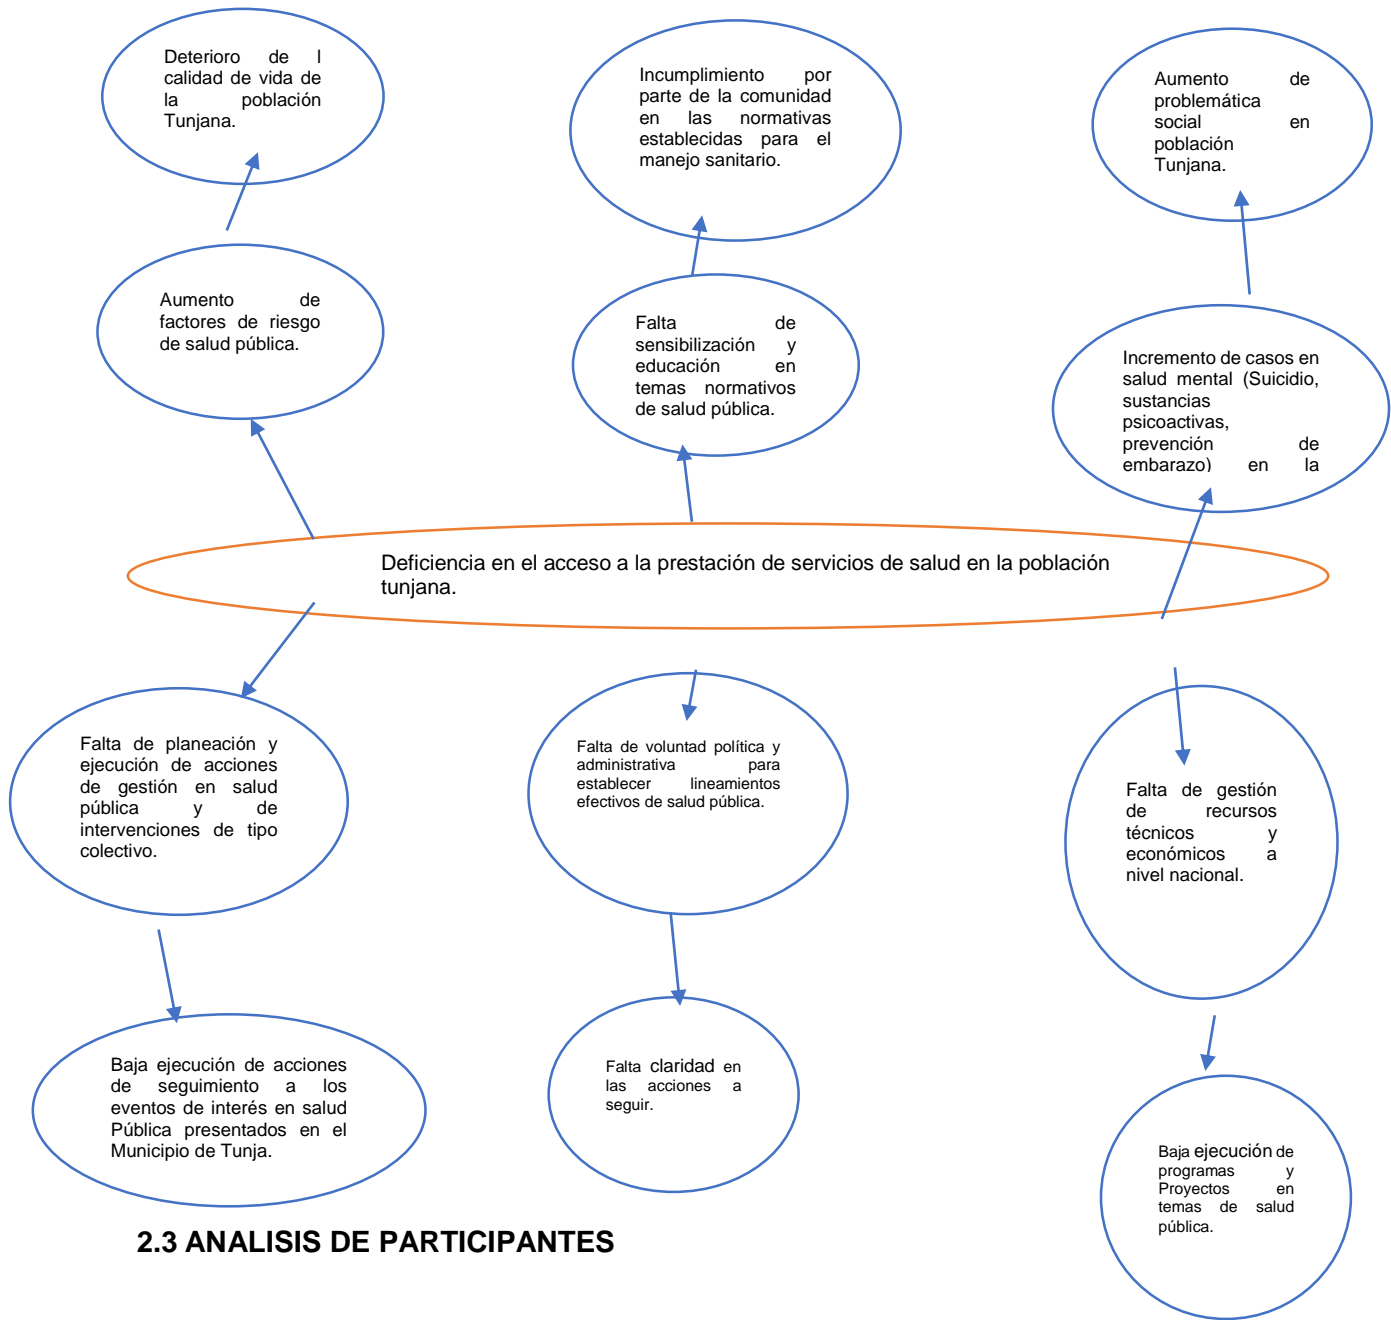 Deterioro de l
calidad de vida de
la población
Tunjana.
Incumplimiento por
parte de la comunidad
en las normativas
establecidas para el
manejo sanitario.
Aumento de
problemática
social en
población
Tunjana.
Aumento de
factores de riesgo
de salud pública.
Falta de
sensibilización y
educación en
temas normativos
de salud pública.
Incremento de casos en
salud mental (Suicidio,
sustancias
psicoactivas,
prevención de
embarazo) en la
Deficiencia en el acceso a la prestación de servicios de salud en la población
tunjana.
Falta de planeación y
ejecución de acciones
de gestión en salud
pública y de
intervenciones de tipo
colectivo.
Falta de voluntad política y
administrativa para
establecer lineamientos
efectivos de salud pública.
Falta de gestión
de recursos
técnicos y
económicos a
nivel nacional.
Baja ejecución de acciones
de seguimiento a los
eventos de interés en salud
Pública presentados en el
Municipio de Tunja.
Falta claridad en
las acciones a
seguir.
Baja ejecución de
programas y
Proyectos en
temas de salud
pública.
2.3 ANALISIS DE PARTICIPANTES